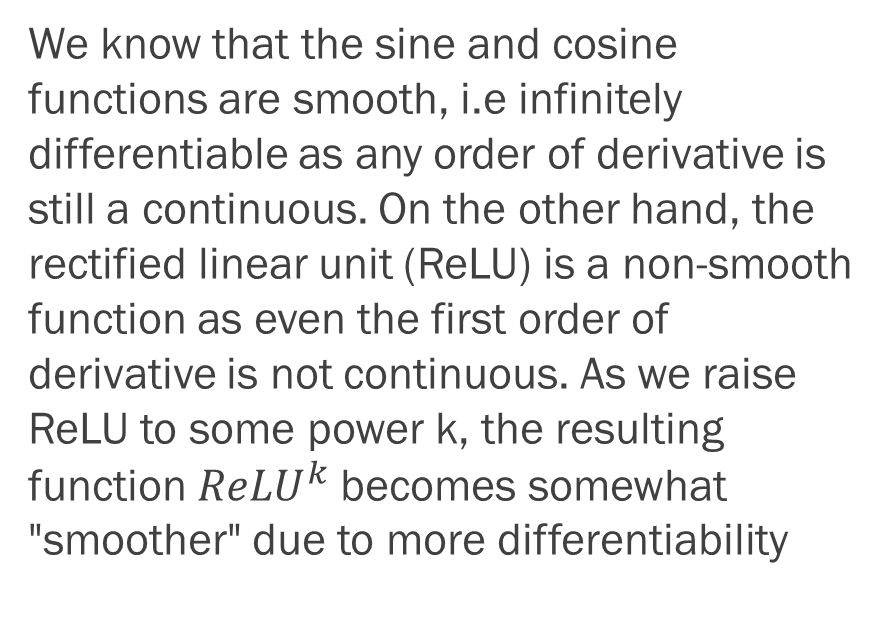 We know that the sine and cosine
functions are smooth, i.e infinitely
differentiable as any order of derivative is
still a continuous. On the other hand, the
rectified linear unit (ReLU) is a non-smooth
function as even the first order of
derivative is not continuous. As we raise
ReLU to some power k, the resulting
function ReLU^k becomes somewhat
"smoother" due to more differentiability